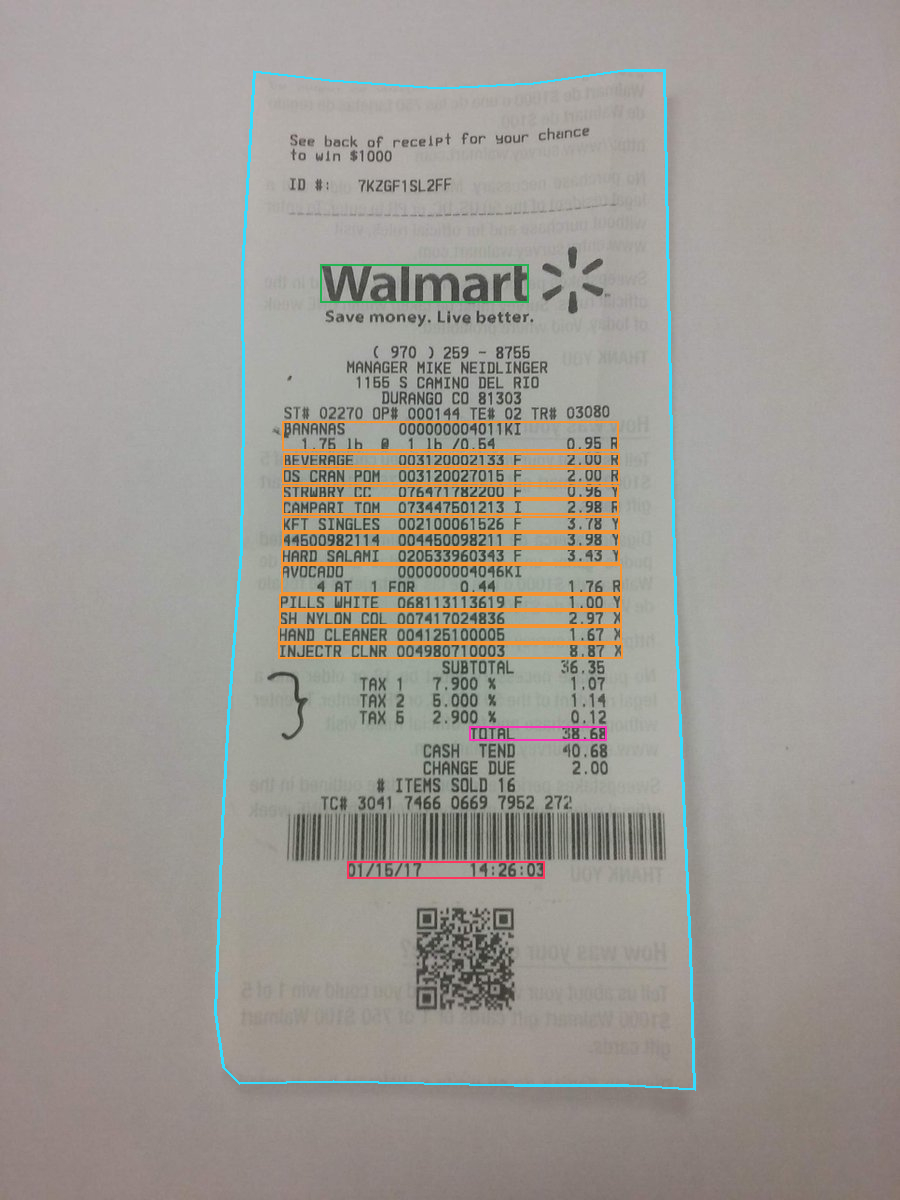 See back of receipt for your chance
to win $1000
ID #: 7KZGF1SL2FF
Walmart
Save money. Live better.
( 970 ) 259 - 8755
MANAGER MIKE NEIDLINGER
1155 S CAMINO DEL RIO
DURANGO CO 81303
ST# 02270 OP# 000144 TE# 02 TR# 03080
BANANAS 000000004011KI
1.75 lb @ 1 lb /0.54 0.95 R
BEVERAGE 003120002133 F 2.00 R
OS CRAN POM 003120027015 F 2.00 R
STRWBRY CC 076471782200 F 0.96 Y
CAMPARI TOM 073447501213 I 2.98 R
KFT SINGLES 002100061526 F 3.78 Y
44500982114 004450098211 F 3.98 Y
HARD SALAMI 020533960343 F 3.43 Y
AVOCADO 000000004046KI
4 AT 1 FOR 0.44 1.76 R
PILLS WHITE 068113113619 F 1.00 Y
SH NYLON COL 007417024836 2.97 X
HAND CLEANER 004125100005 1.67 X
INJECTR CLNR 004980710003 8.87 X
SUBTOTAL 36.35
TAX 1 7.900 % 1.07
TAX 2 5.000 % 1.14
TAX 5 2.900 % 0.12
TOTAL 38.68
CASH TEND 40.68
CHANGE DUE 2.00
# ITEMS SOLD 16
TC# 3041 7466 0669 7952 272
01/15/17 14:26:03